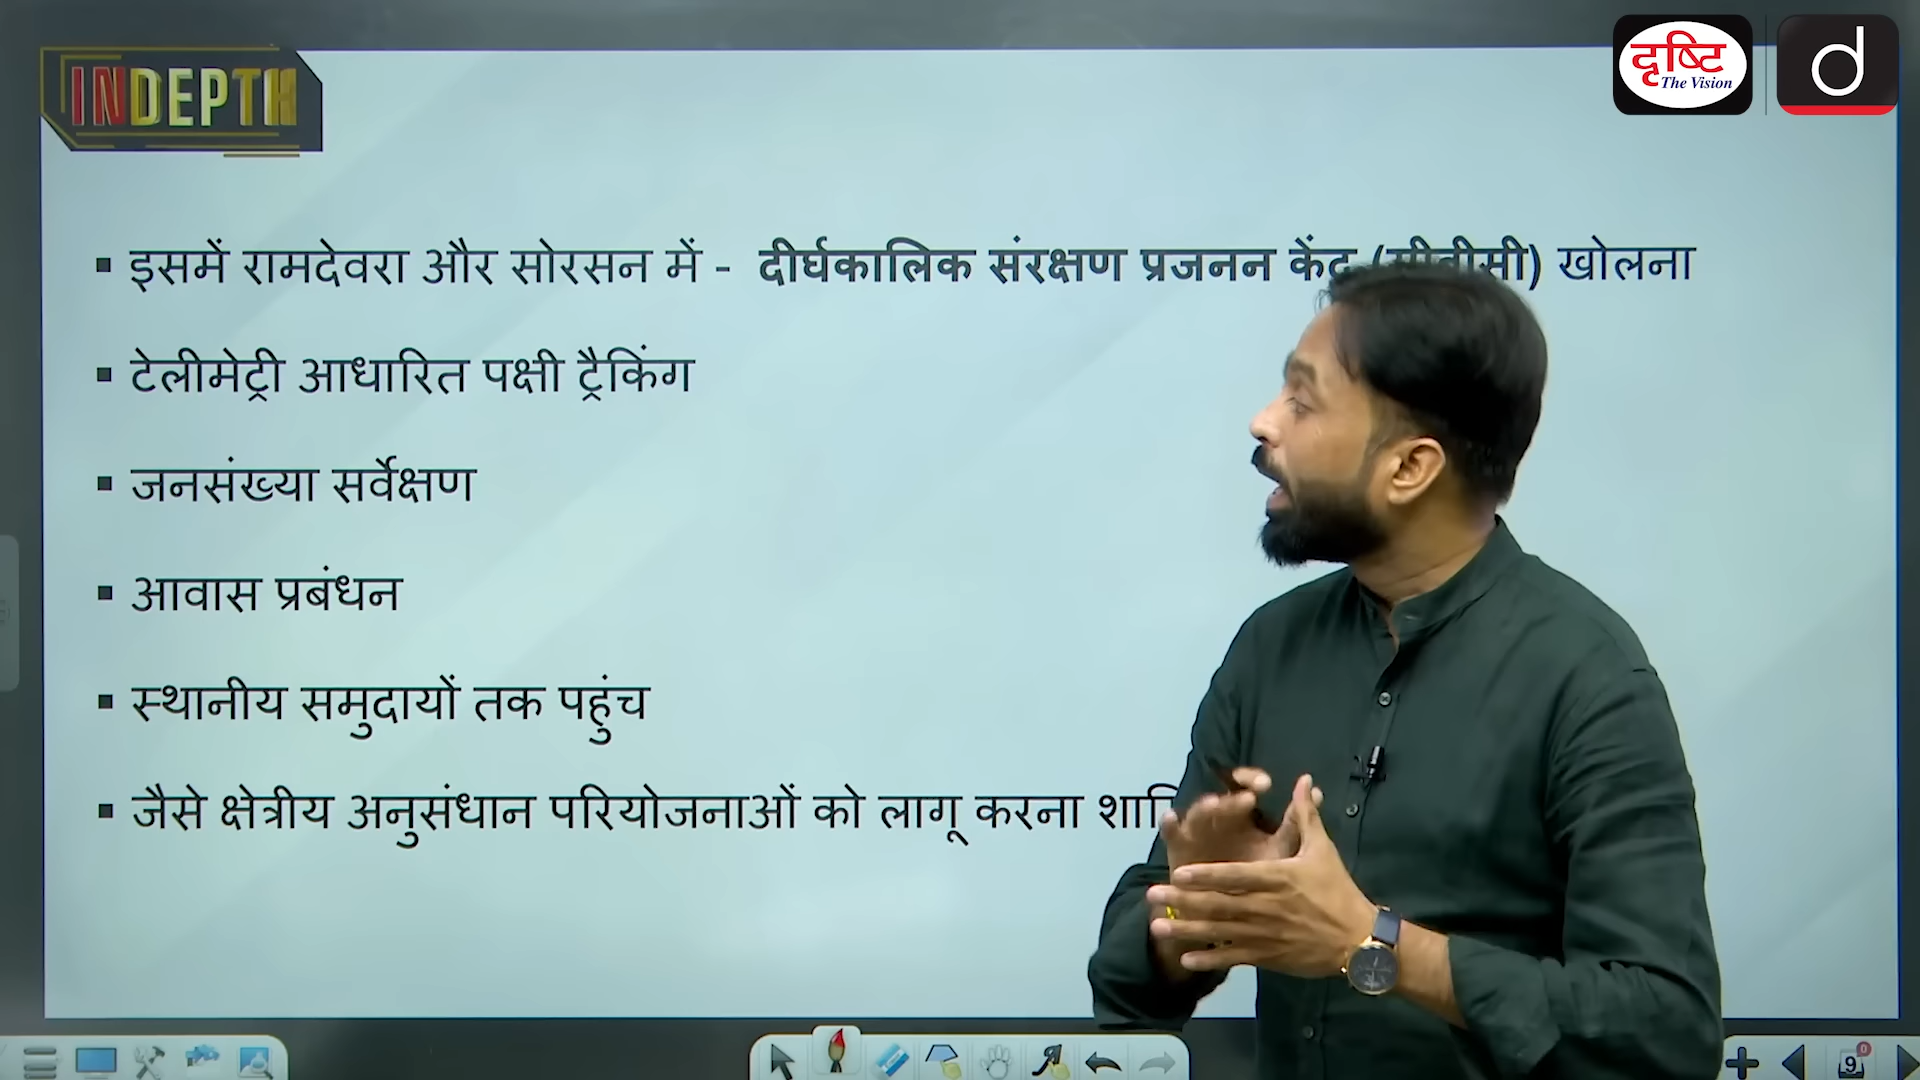 INDEPTH
दृष्टि
The Vision
d
▪ इसमें रामदेवरा और सोरसन में - दीर्घकालिक संरक्षण प्रजनन खोलना
▪ टेलीमेट्री आधारित पक्षी ट्रैकिंग
▪ जनसंख्या सर्वेक्षण
▪ आवास प्रबंधन
▪ स्थानीय समुदायों तक पहुंच
▪ जैसे क्षेत्रीय अनुसंधान परियोजनाओं को लागू करना
9
0